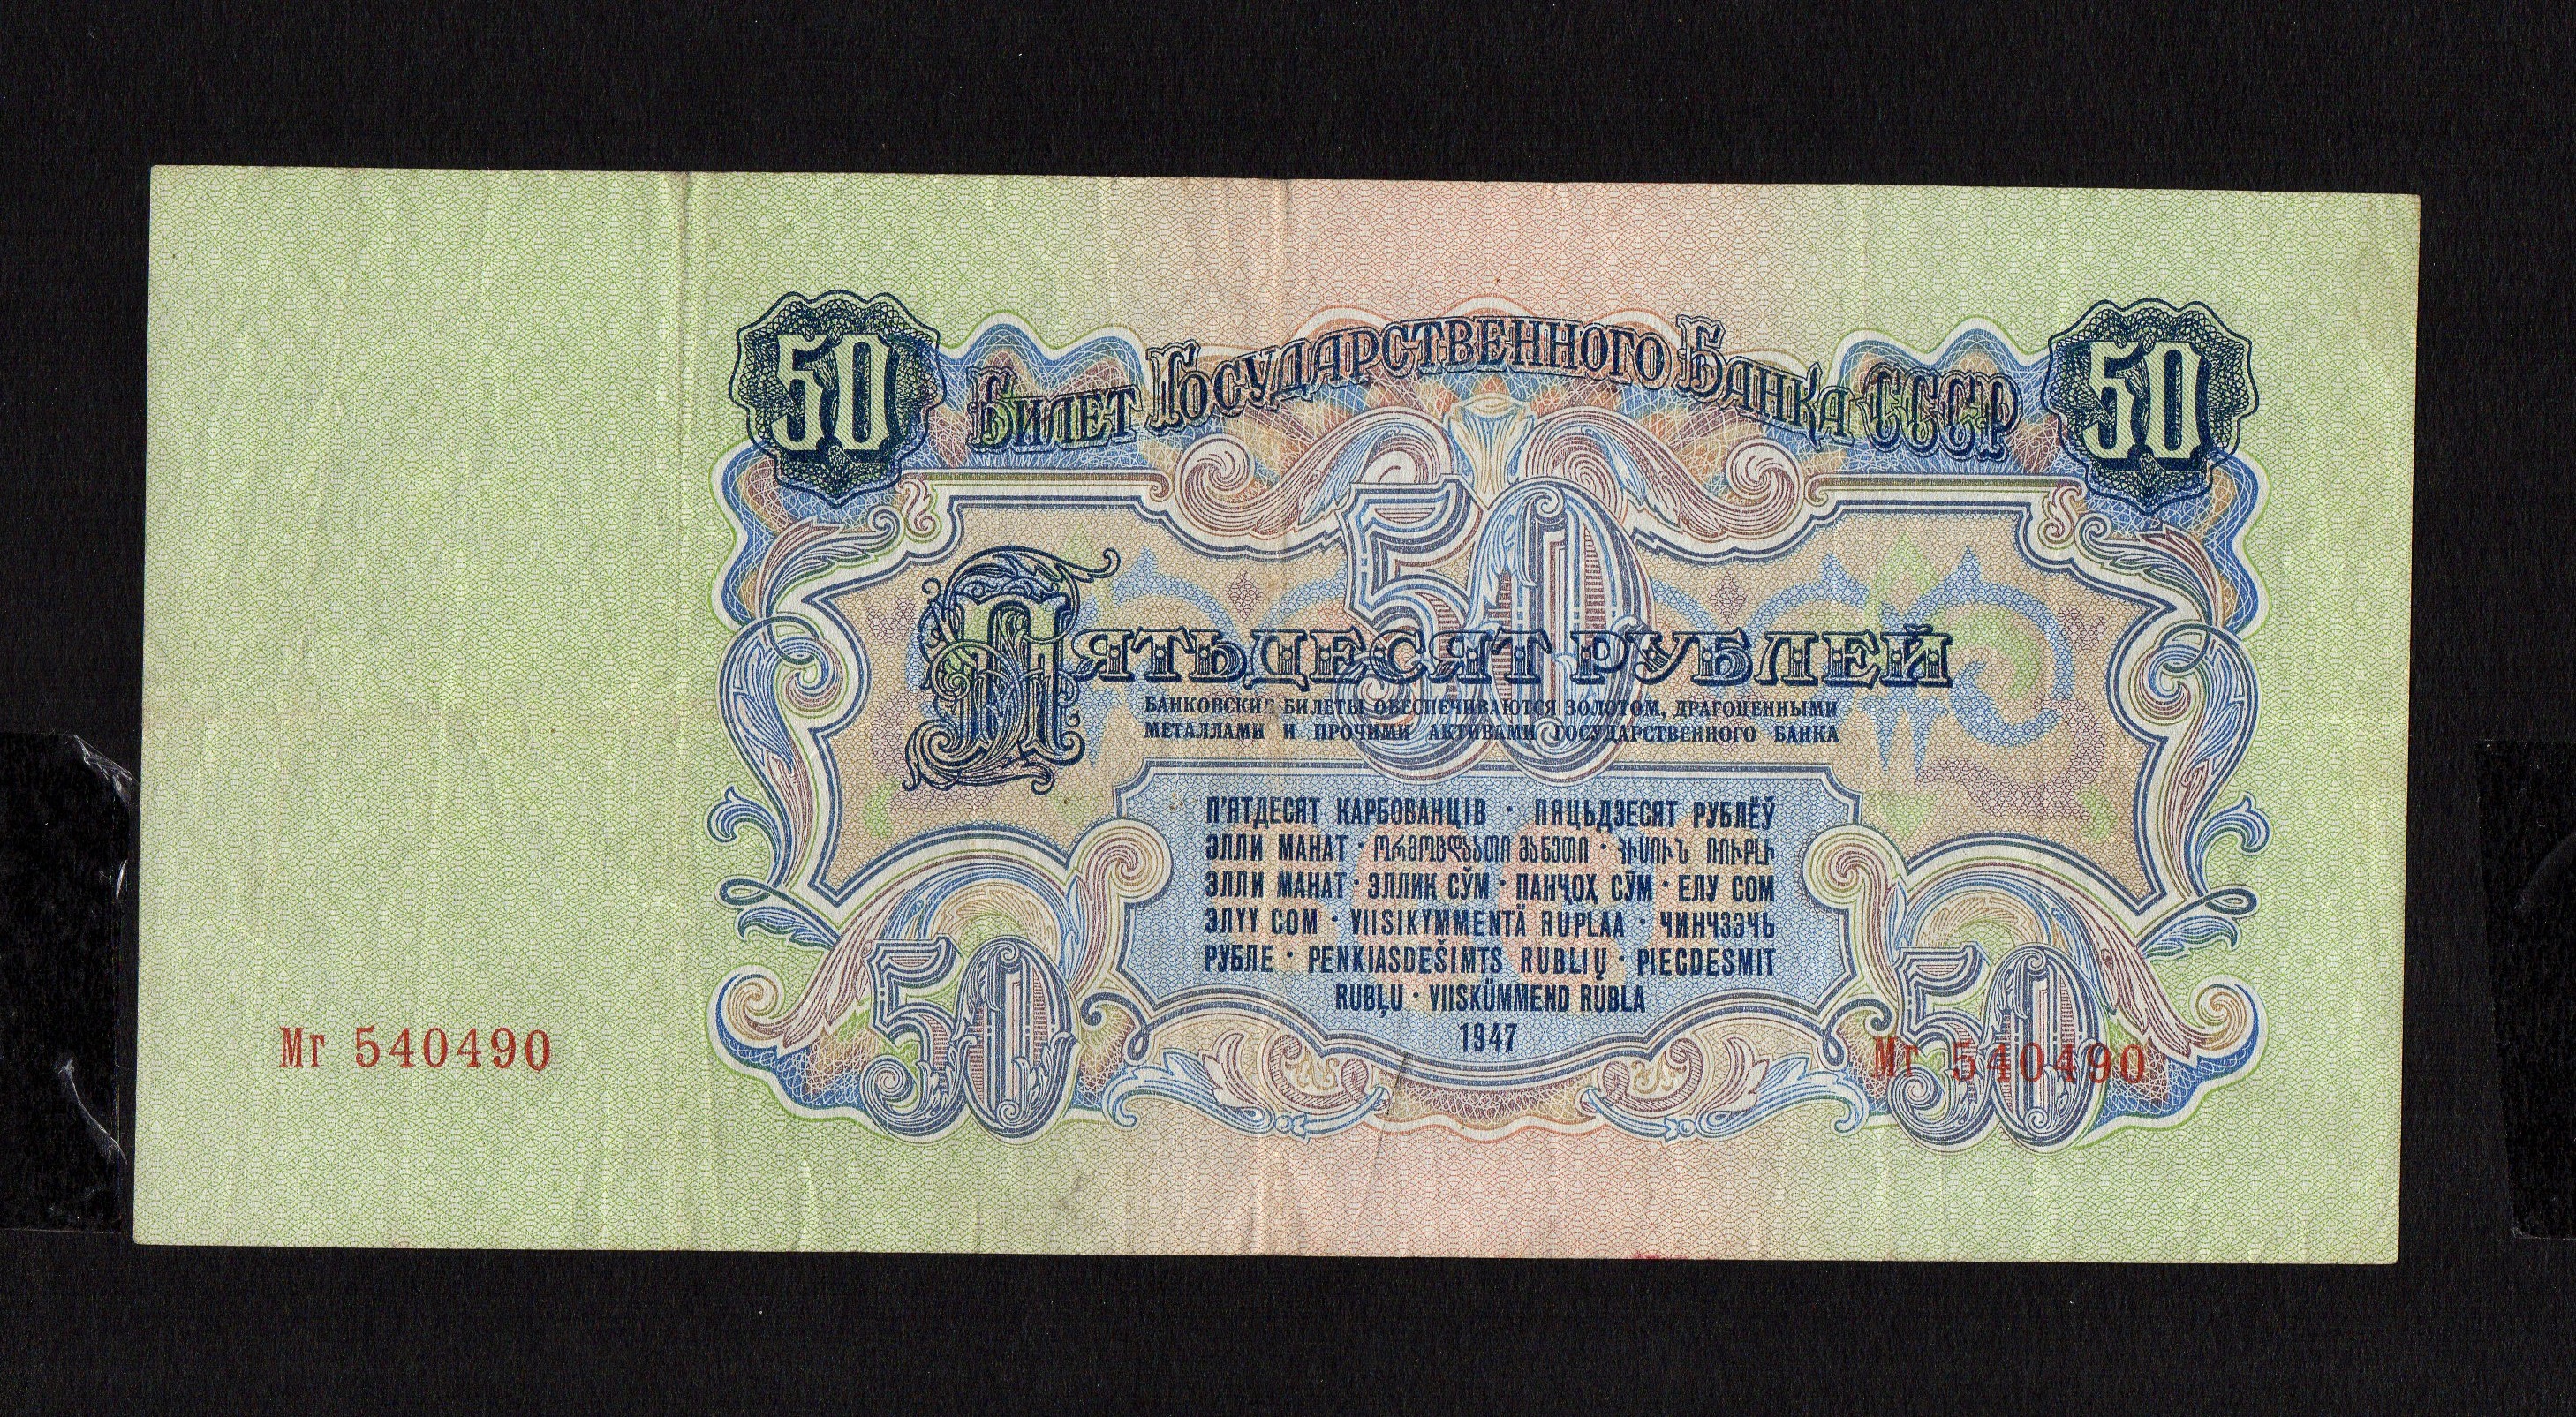 50 Билет Государственного Банка СССР 50
50
Пятьдесят рублей
БАНКОВСКИЕ БИЛЕТЫ ОБЕСПЕЧИВАЮТСЯ ЗОЛОТОМ, ДРАГОЦЕННЫМИ
МЕТАЛЛАМИ И ПРОЧИМИ АКТИВАМИ ГОСУДАРСТВЕННОГО БАНКА
П'ЯТДЕСЯТ КАРБОВАНЦІВ · ПЯЦЬДЗЕСЯТ РУБЛЁЎ
ЭЛЛИ МАНАТ · ორმოცდაათი მანეთი · ՀԻՍՈՒՆ ՌՈՒԲԼԻ
ЭЛЛИ МАНАТ · ЭЛЛИК СЎМ · ПАНҶОҲ СӮМ · ЕЛУ СОМ
ЭЛҮҮ СОМ · VIISIKYMMENTÄ RUPLAA · ЧИНЧЗЭЧЬ
РУБЛЕ · PENKIASDEŠIMTS RUBLIŲ · PIECDESMIT
RUBĻU · VIISKÜMMEND RUBLA
1947
50 50
Мг 540490 Мг 540490